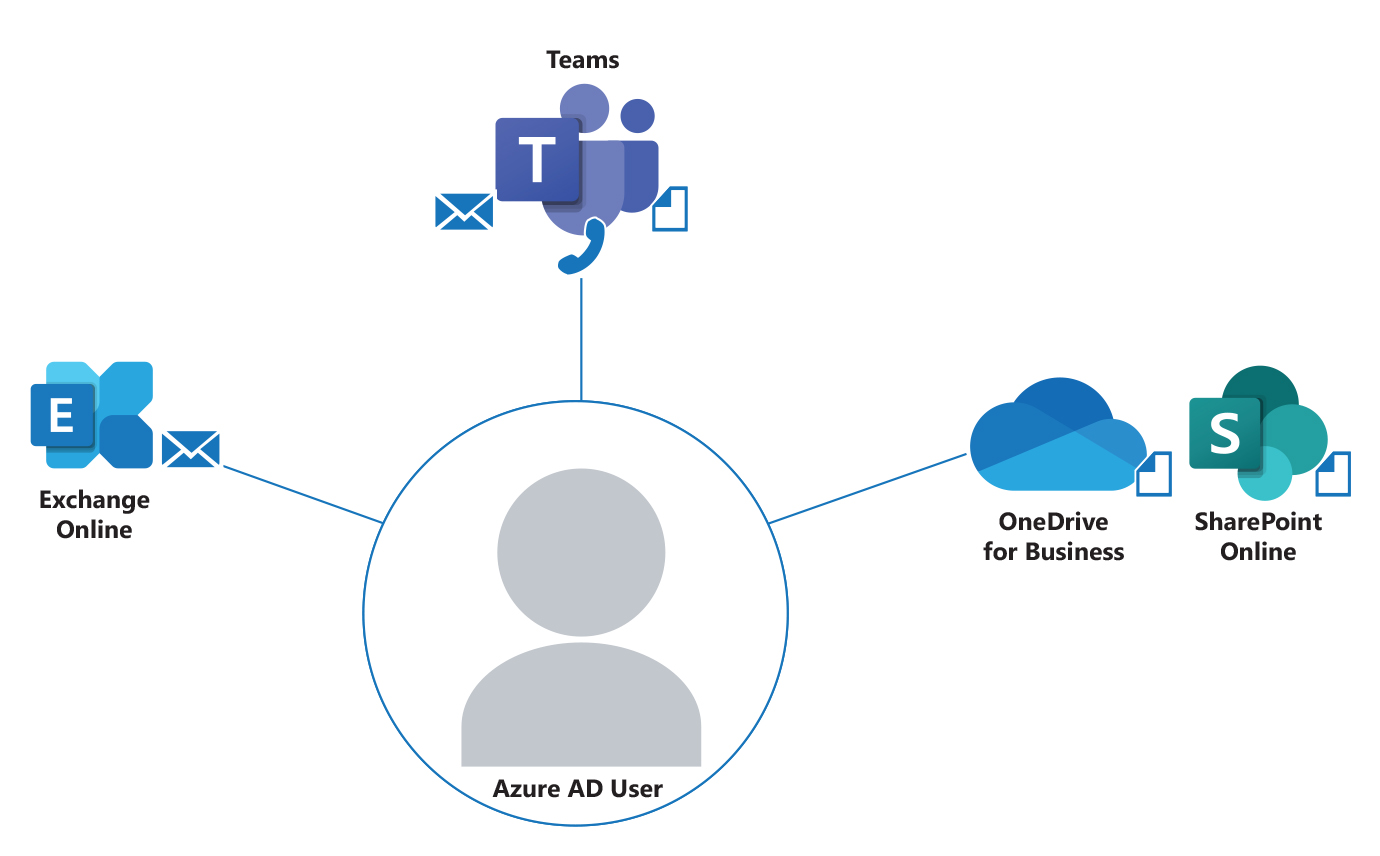 Teams
T
E
Exchange
Online
S
OneDrive
for Business
SharePoint
Online
Azure AD User